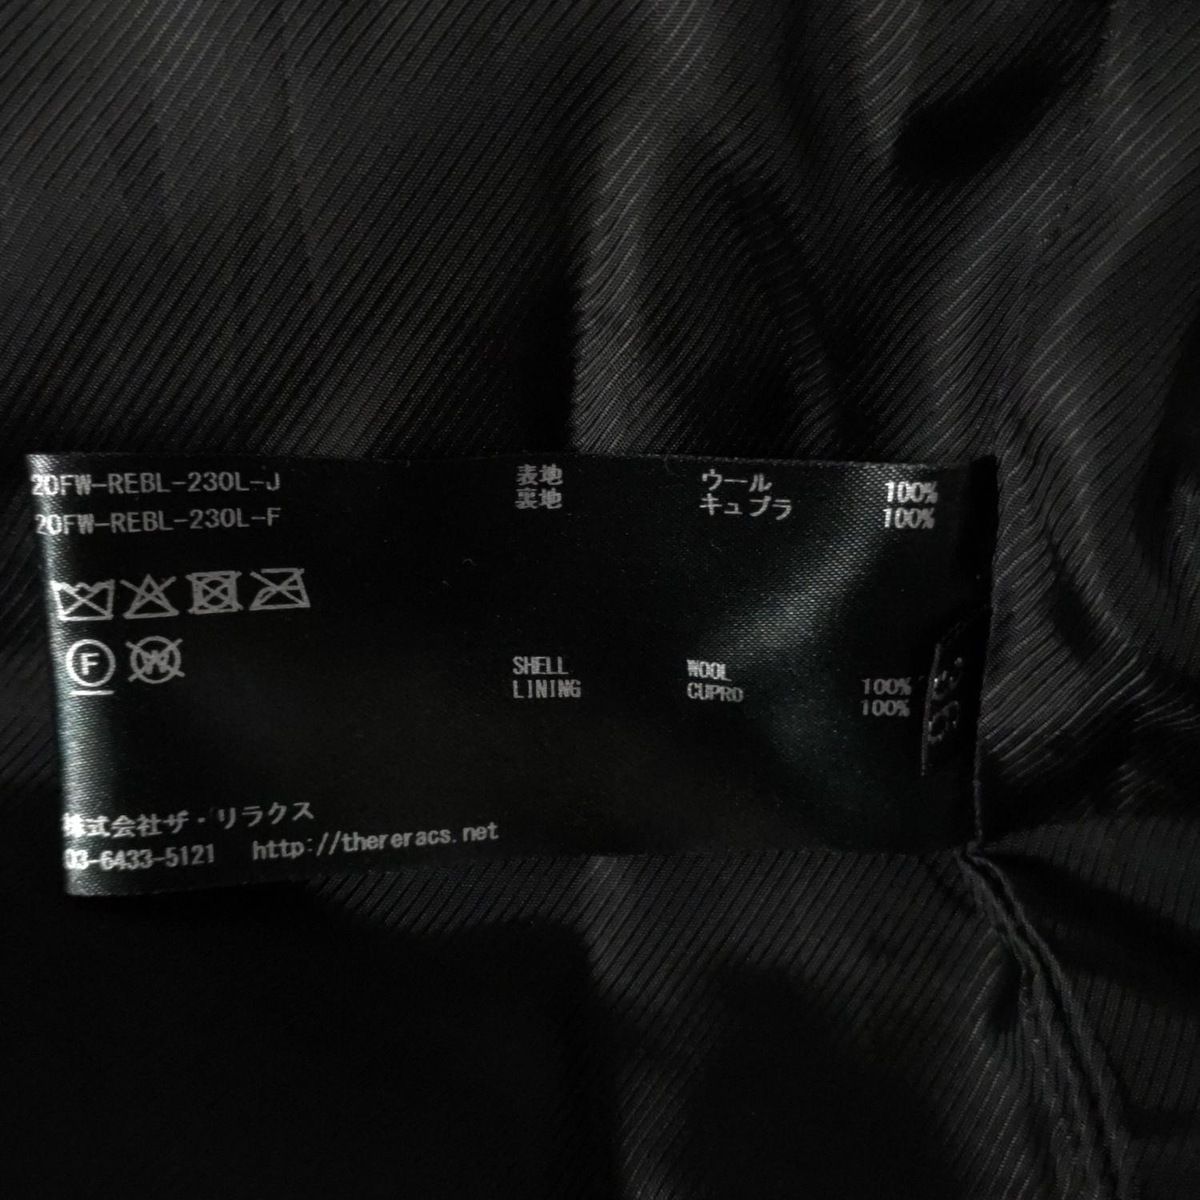 20FW-REBL-230L-J
20FW-REBL-230L-F
表地 ウール 100%
裏地 キュプラ 100%
F
W
SHELL WOOL 100%
LINING CUPRO 100%
株式会社ザ・リラクス
03-6433-5121 http://thereracs.net